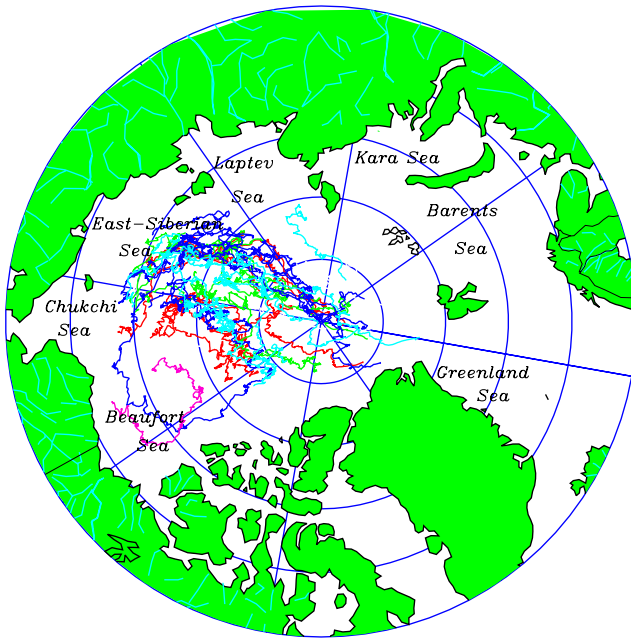 Laptev
Sea
Kara Sea
Barents
Sea
East-Siberian
Sea
Chukchi
Sea
Greenland
Sea
Beaufort
Sea